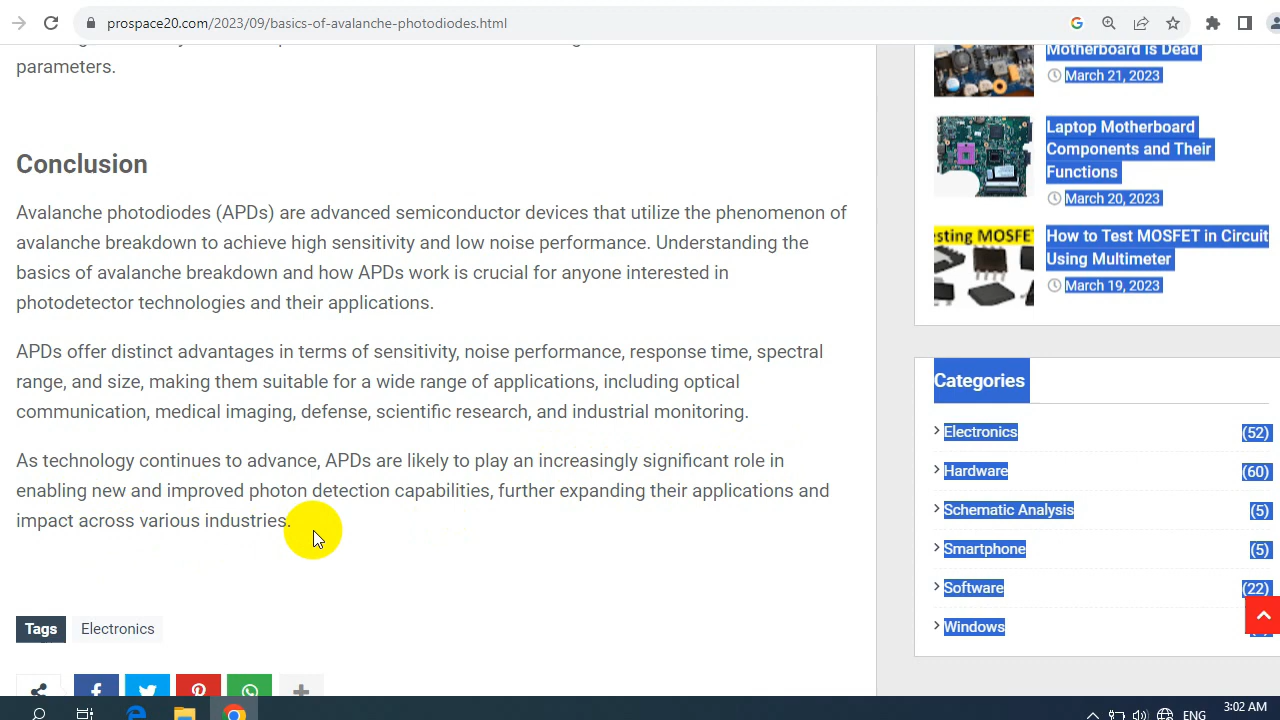 prospace20.com/2023/09/basics-of-avalanche-photodiodes.html
parameters.
Conclusion
Avalanche photodiodes (APDs) are advanced semiconductor devices that utilize the phenomenon of
avalanche breakdown to achieve high sensitivity and low noise performance. Understanding the
basics of avalanche breakdown and how APDs work is crucial for anyone interested in
photodetector technologies and their applications.
APDs offer distinct advantages in terms of sensitivity, noise performance, response time, spectral
range, and size, making them suitable for a wide range of applications, including optical
communication, medical imaging, defense, scientific research, and industrial monitoring.
As technology continues to advance, APDs are likely to play an increasingly significant role in
enabling new and improved photon detection capabilities, further expanding their applications and
impact across various industries.
Tags
Electronics
Motherboard Is Dead
March 21, 2023
Laptop Motherboard
Components and Their
Functions
March 20, 2023
sting MOSFET
How to Test MOSFET in Circuit
Using Multimeter
March 19, 2023
Categories
Electronics (52)
Hardware (60)
Schematic Analysis (5)
Smartphone (5)
Software (22)
Windows
ENG
3:02 AM